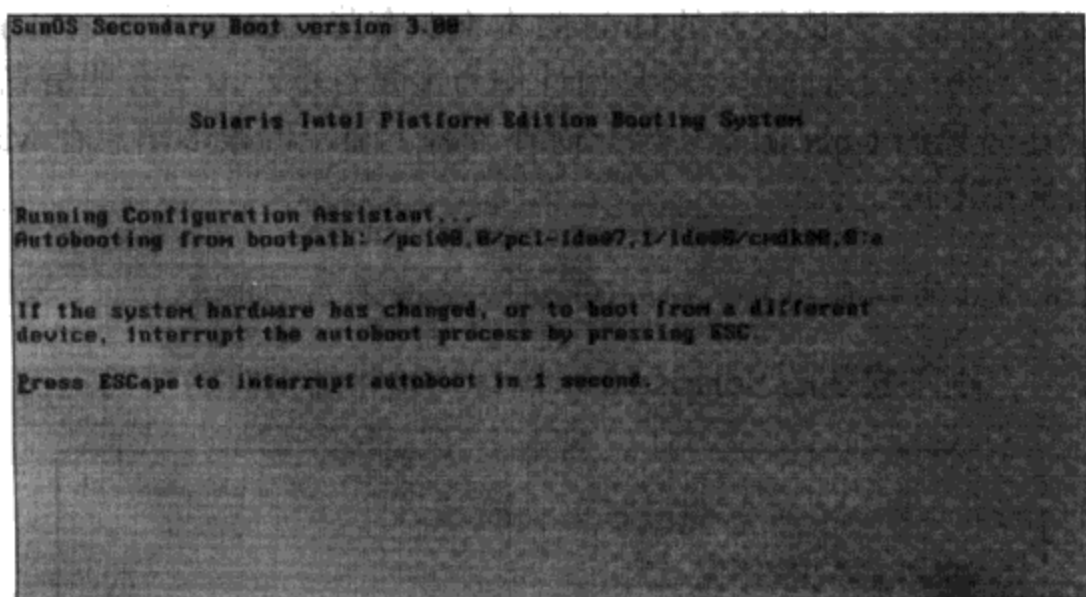 SunOS Secondary Boot version 3.00
Solaris Intel Platform Edition Booting System
Running Configuration Assistant...
Autobooting from bootpath: /pci@0,0/pci-ide@7,1/ide@0/cmdk@0,0:a
If the system hardware has changed, or to boot from a different
device, interrupt the autoboot process by pressing ESC.
Press ESCape to interrupt autoboot in 1 second.